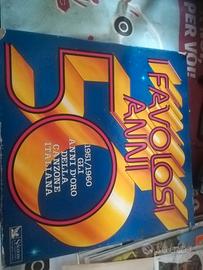 I FAVOLOSI
ANNI
50
1951/1960
GLI
ANNI D'ORO
DELLA
CANZONE
ITALIANA
PER VOI!